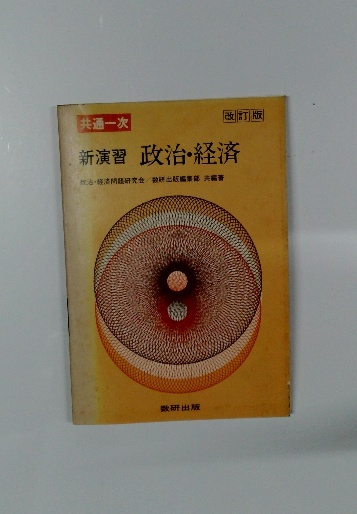 共通一次
改訂版
新演習 政治・経済
政治・経済問題研究会／数研出版編集部 共編著
数研出版